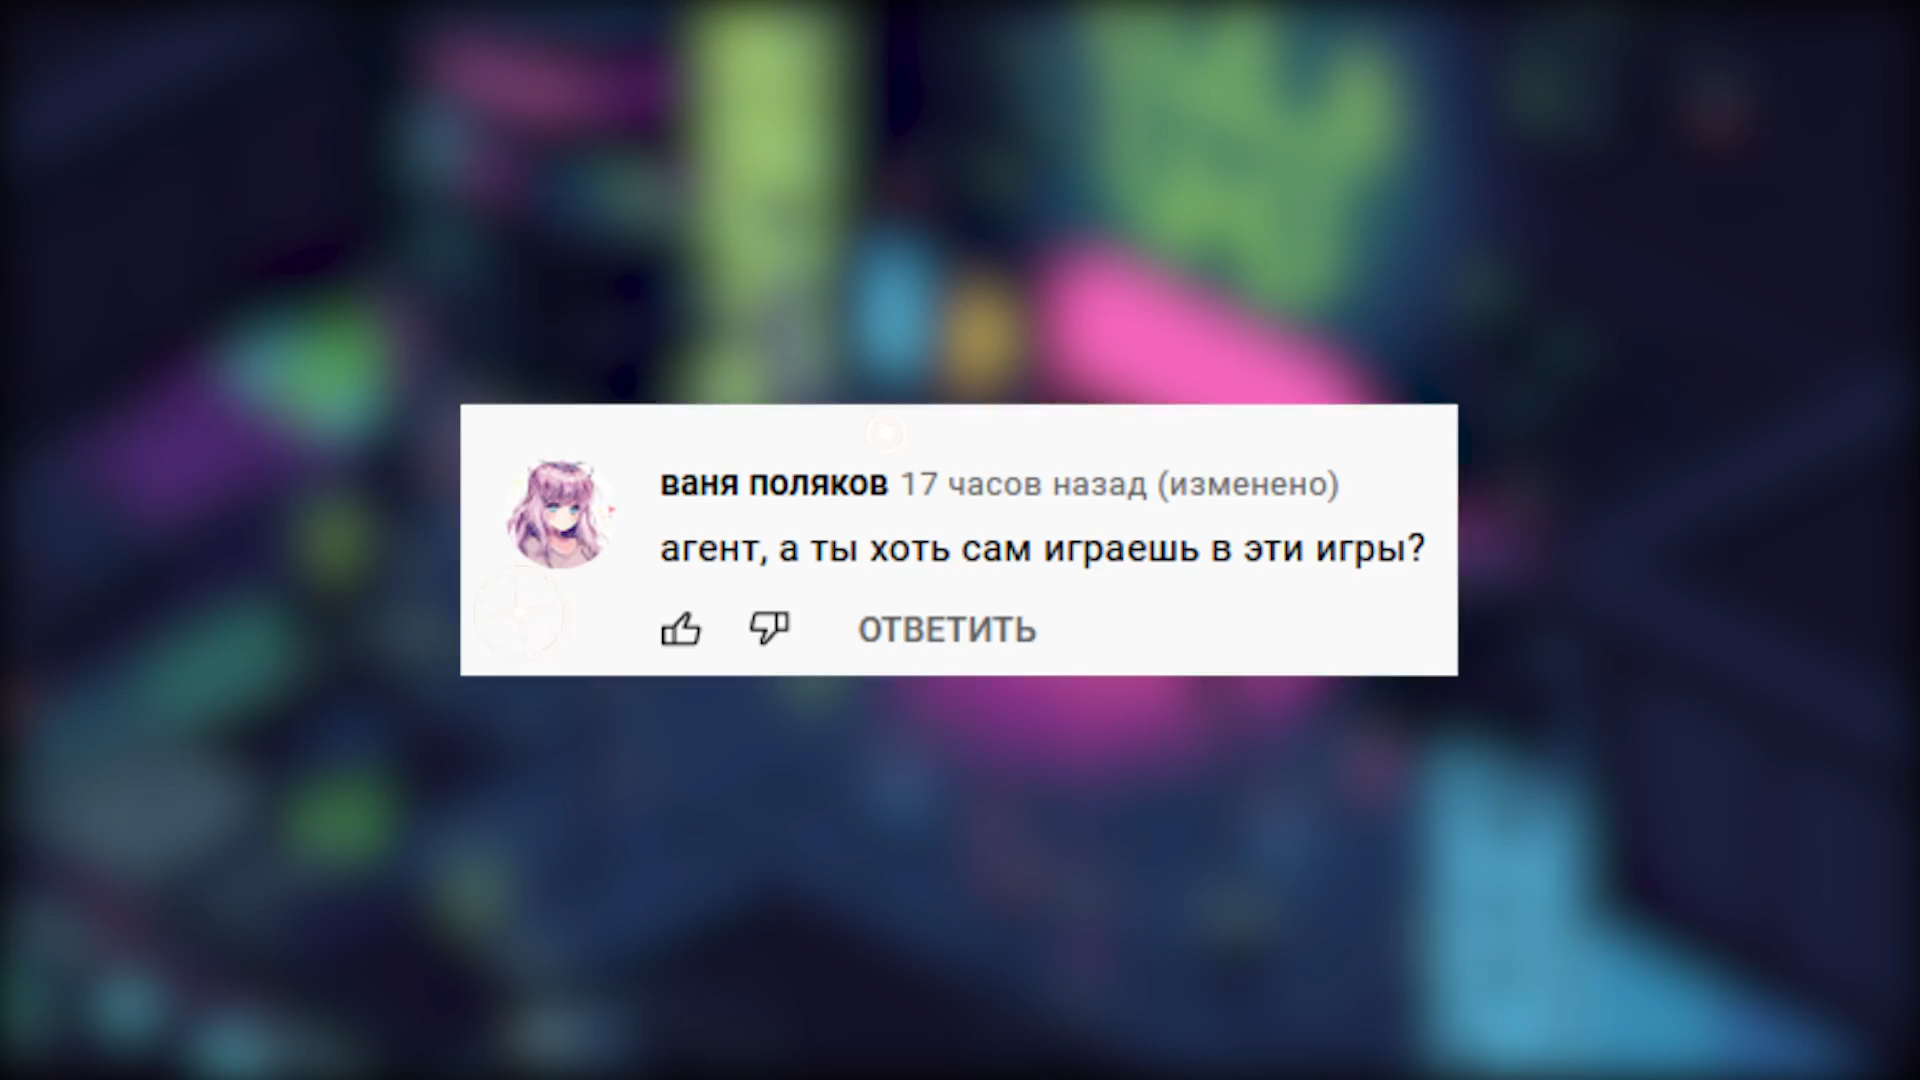 ваня поляков 17 часов назад (изменено)
агент, а ты хоть сам играешь в эти игры?
ОТВЕТИТЬ